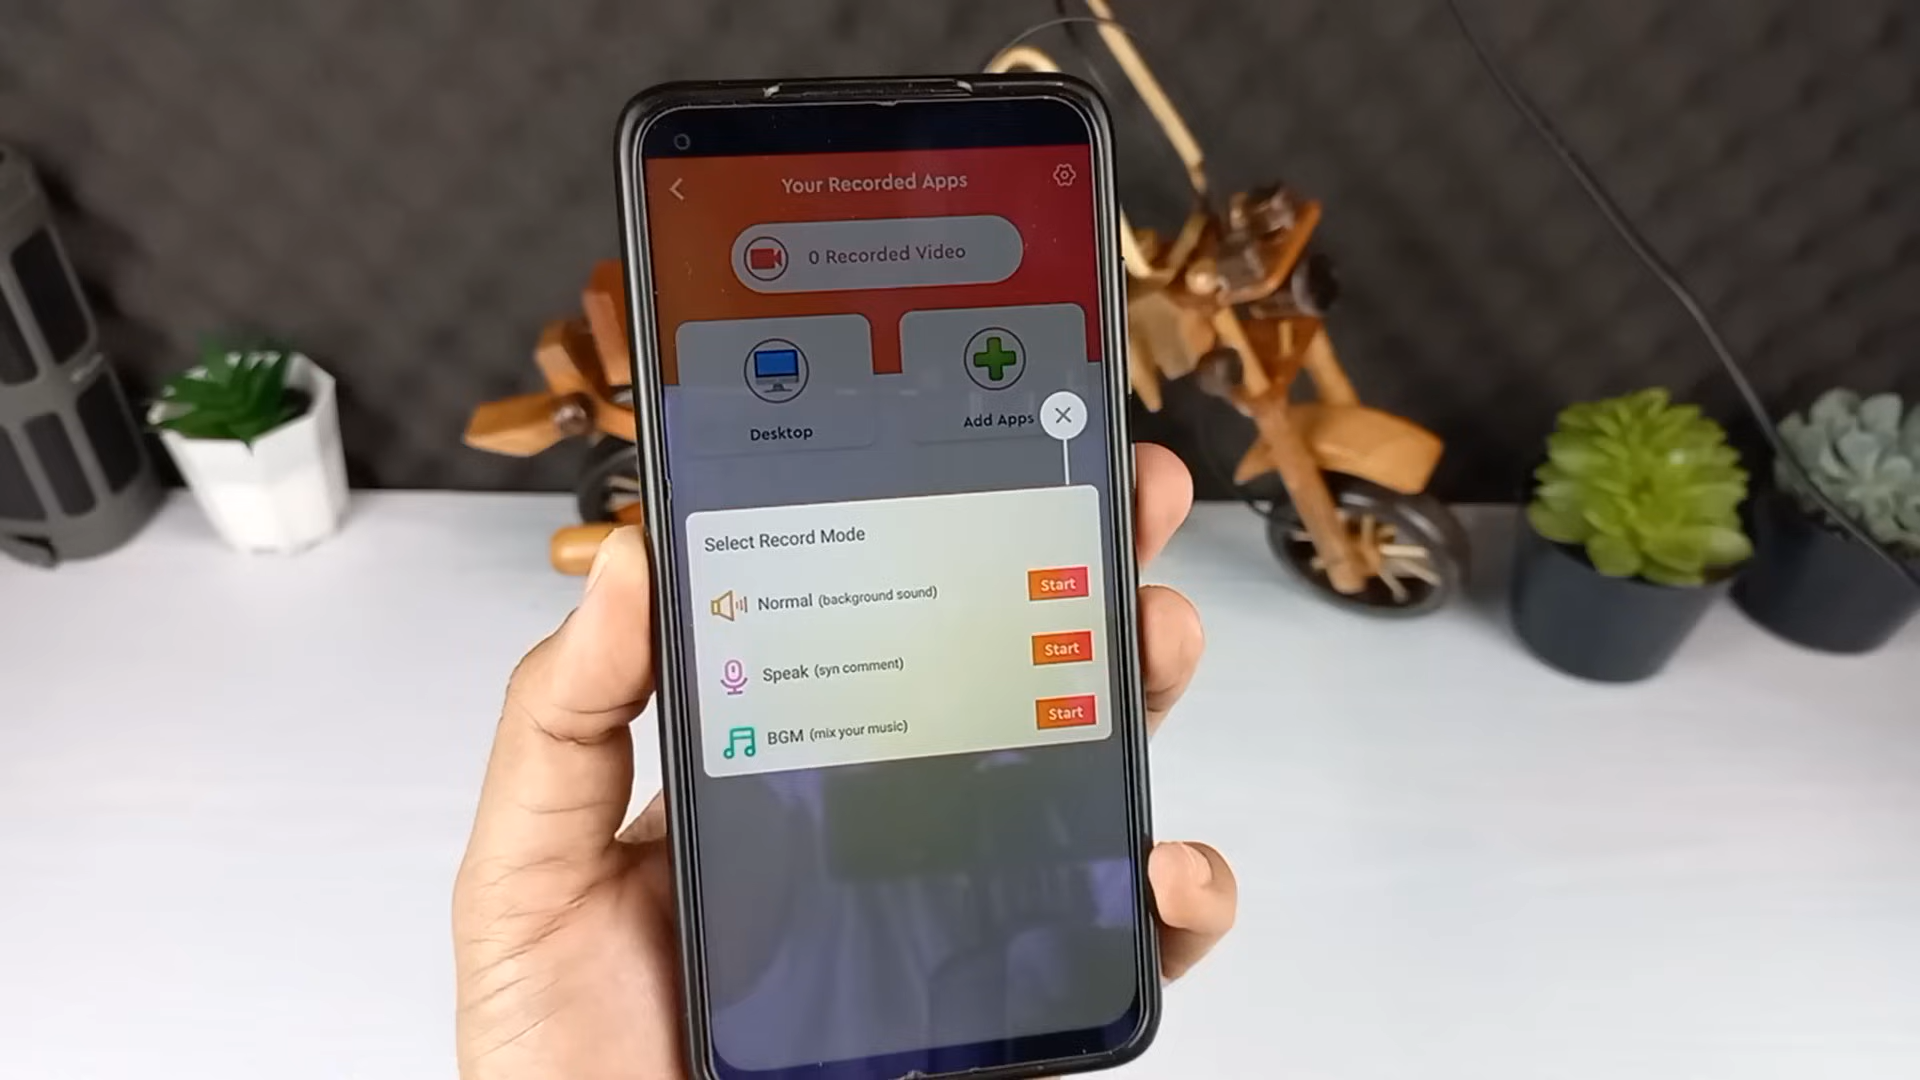 Your Recorded Apps
0 Recorded Video
Desktop
Add Apps
Select Record Mode
Normal (background sound)
Start
Speak (syn comment)
Start
BGM (mix your music)
Start